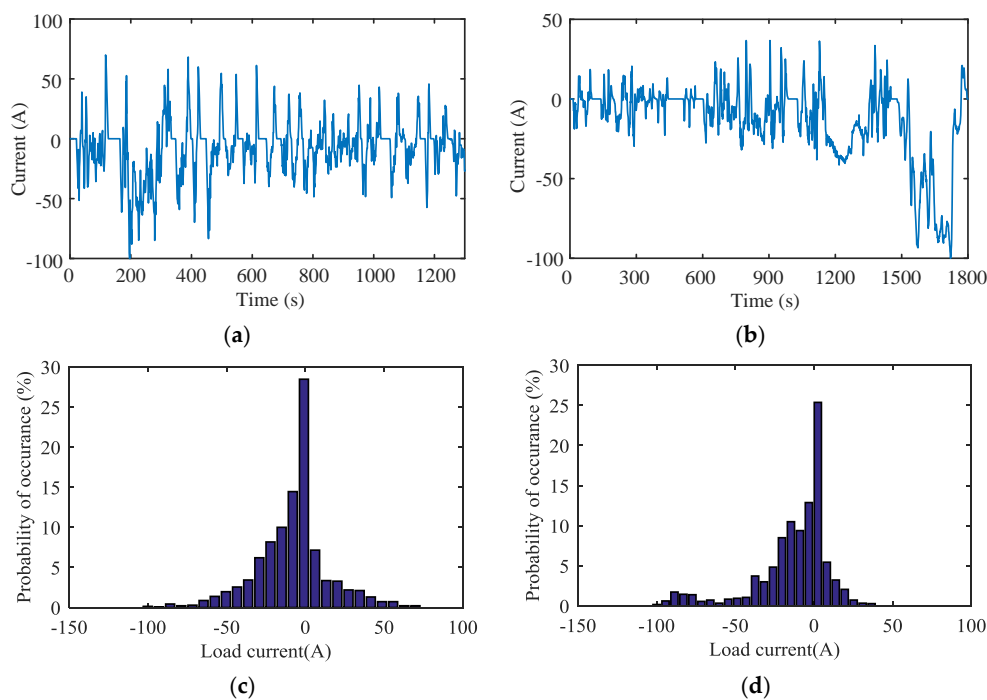 100
50
0
-50
-100
Current (A)
0 200 400 600 800 1000 1200
Time (s)
(a)
50
0
-50
-100
Current (A)
0 300 600 900 1200 1500 1800
Time (s)
(b)
30
25
20
15
10
5
0
Probability of occurance (%)
-150 -100 -50 0 50 100
Load current(A)
(c)
30
25
20
15
10
5
0
Probability of occurance (%)
-150 -100 -50 0 50 100
Load current(A)
(d)